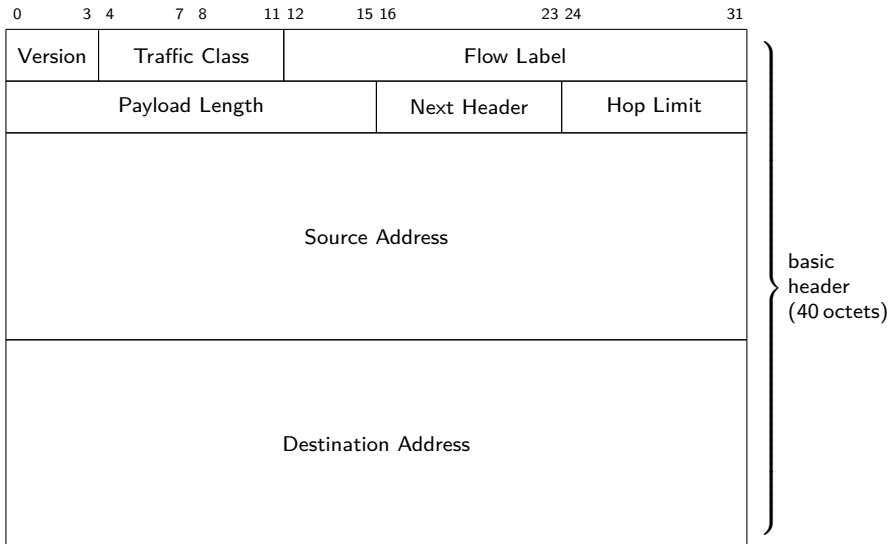 0 3 4 7 8 11 12 15 16 23 24 31
Version Traffic Class Flow Label
Payload Length Next Header Hop Limit
Source Address
basic
header
(40 octets)
Destination Address